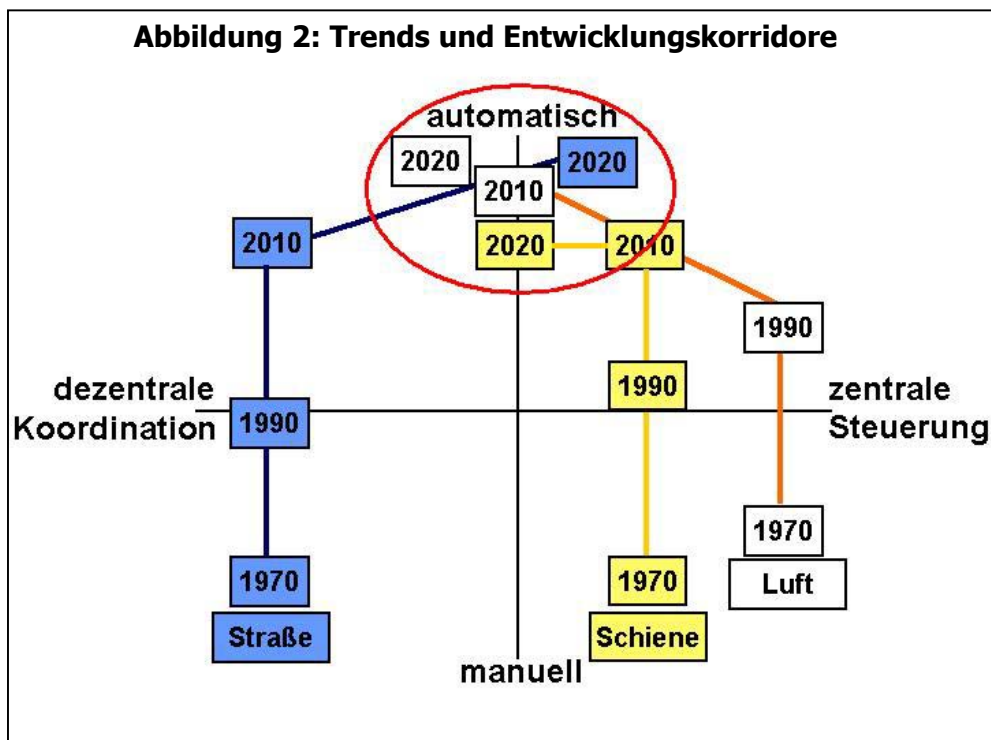 Abbildung 2: Trends und Entwicklungskorridore
automatisch
2020
2020
2010
2010
2020
2010
1990
dezentrale
Koordination
1990
1990
zentrale
Steuerung
1970
1970
1970
Luft
Straße
Schiene
manuell